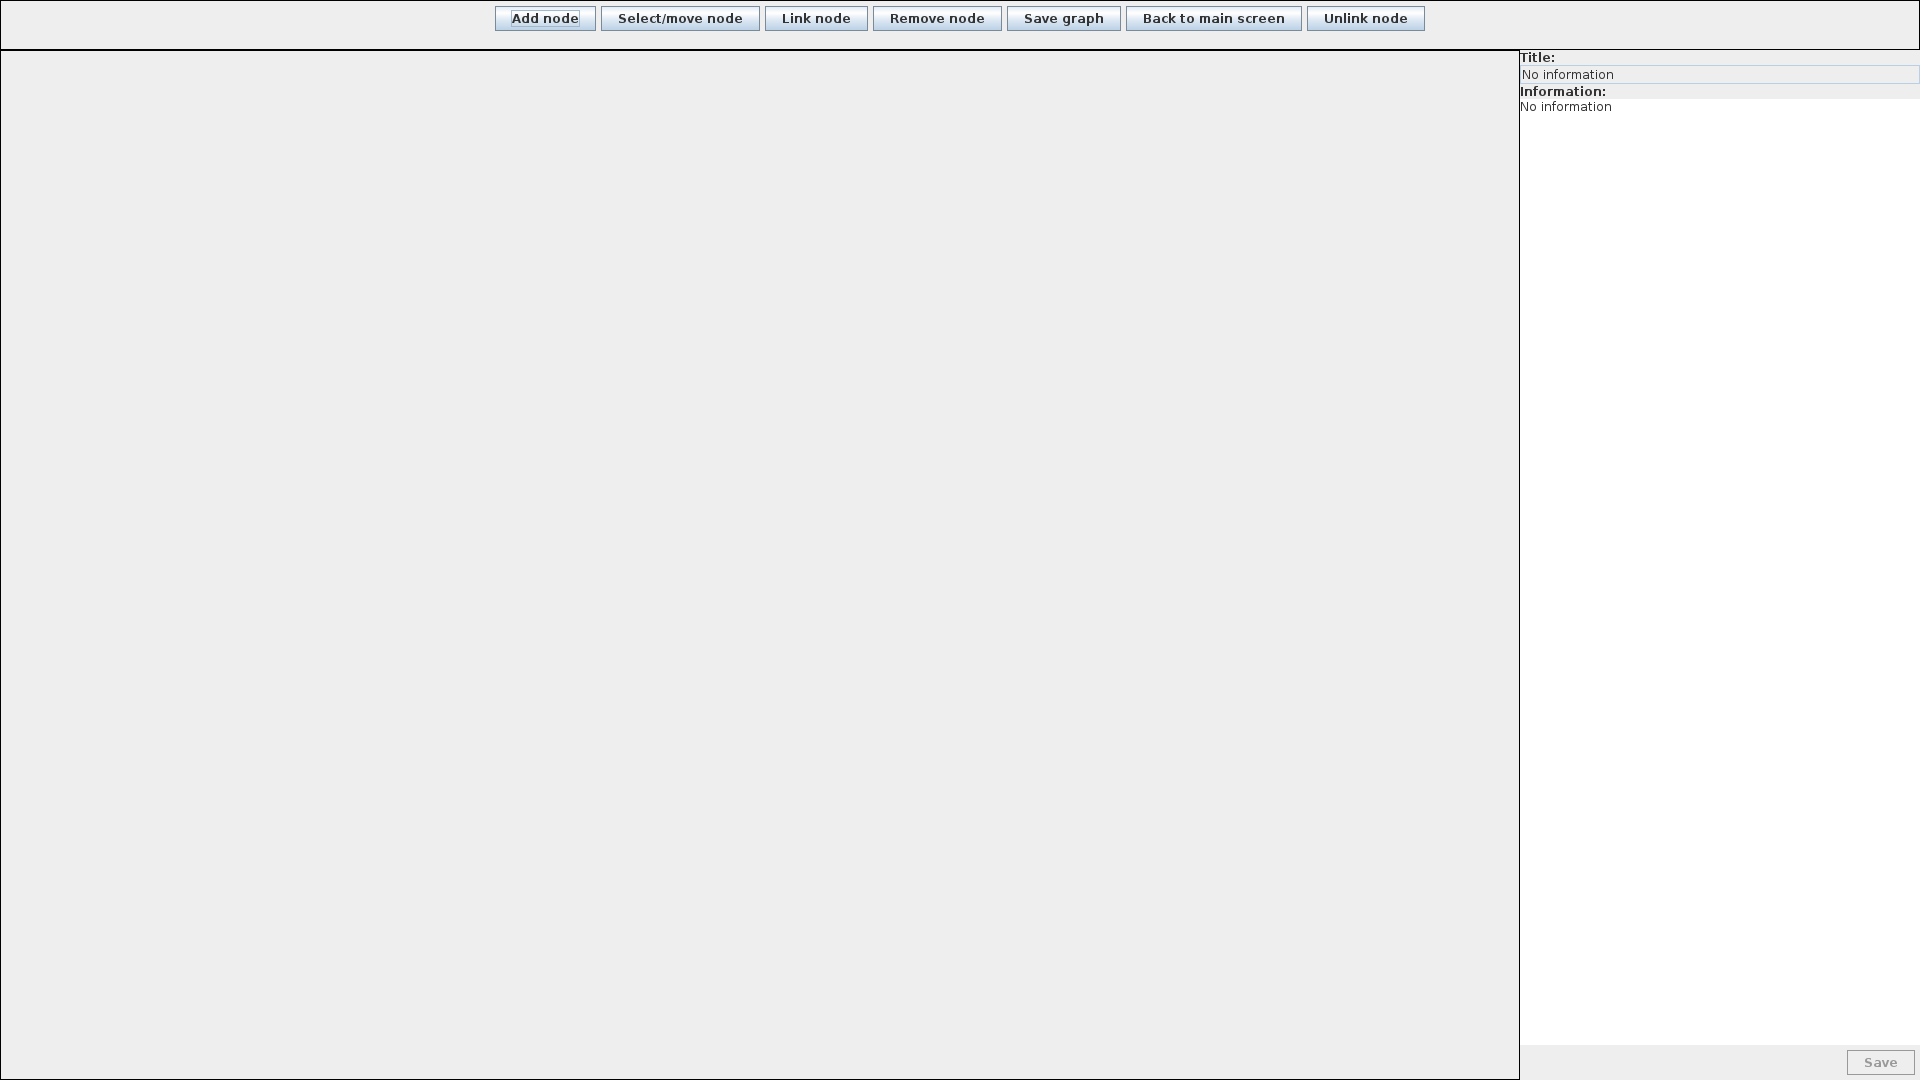 Add node Select/move node Link node Remove node Save graph Back to main screen Unlink node
Title:
No information
Information:
No information
Save